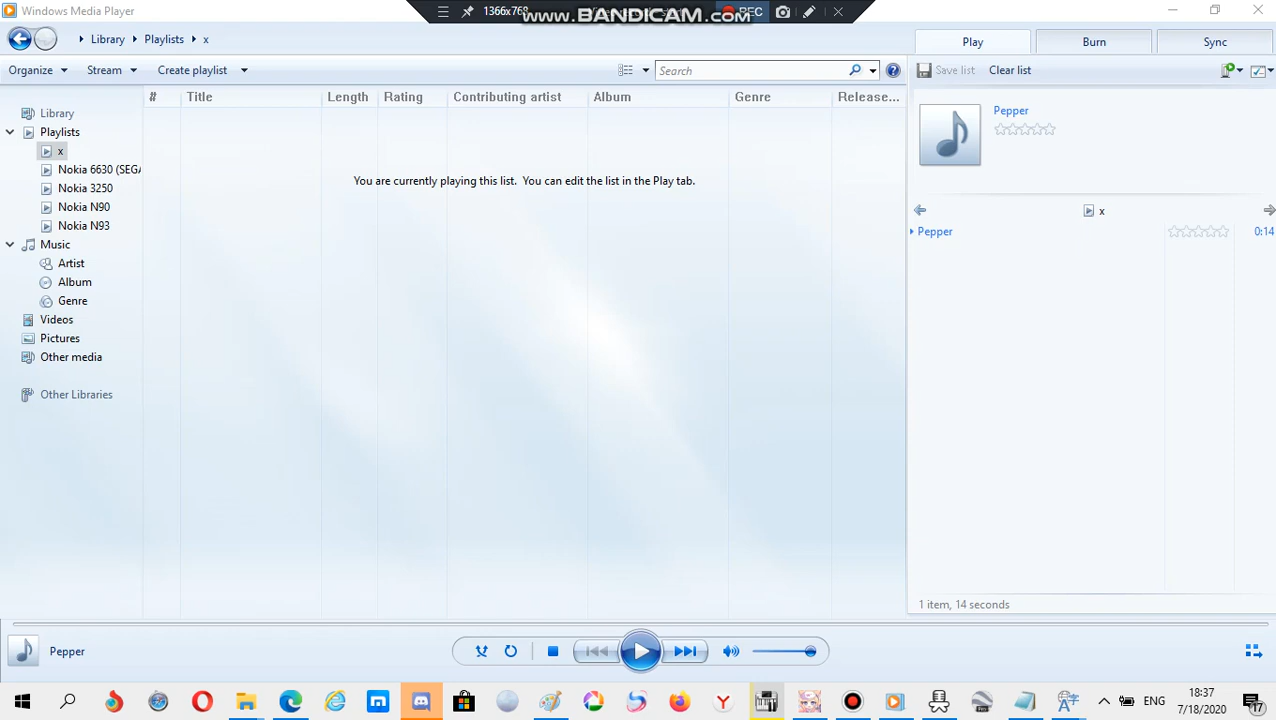 Windows Media Player
1366x768
www.BANDICAM.com
REC
Library
Playlists
x
Play
Burn
Sync
Organize
Stream
Create playlist
Search
Save list
Clear list
#
Title
Length
Rating
Contributing artist
Album
Genre
Release...
Library
Playlists
x
Nokia 6630 (SEGA
Nokia 3250
Nokia N90
Nokia N93
Music
Artist
Album
Genre
Videos
Pictures
Other media
Other Libraries
You are currently playing this list. You can edit the list in the Play tab.
Pepper
x
Pepper
0:14
1 item, 14 seconds
Pepper
ENG
18:37
7/18/2020
17